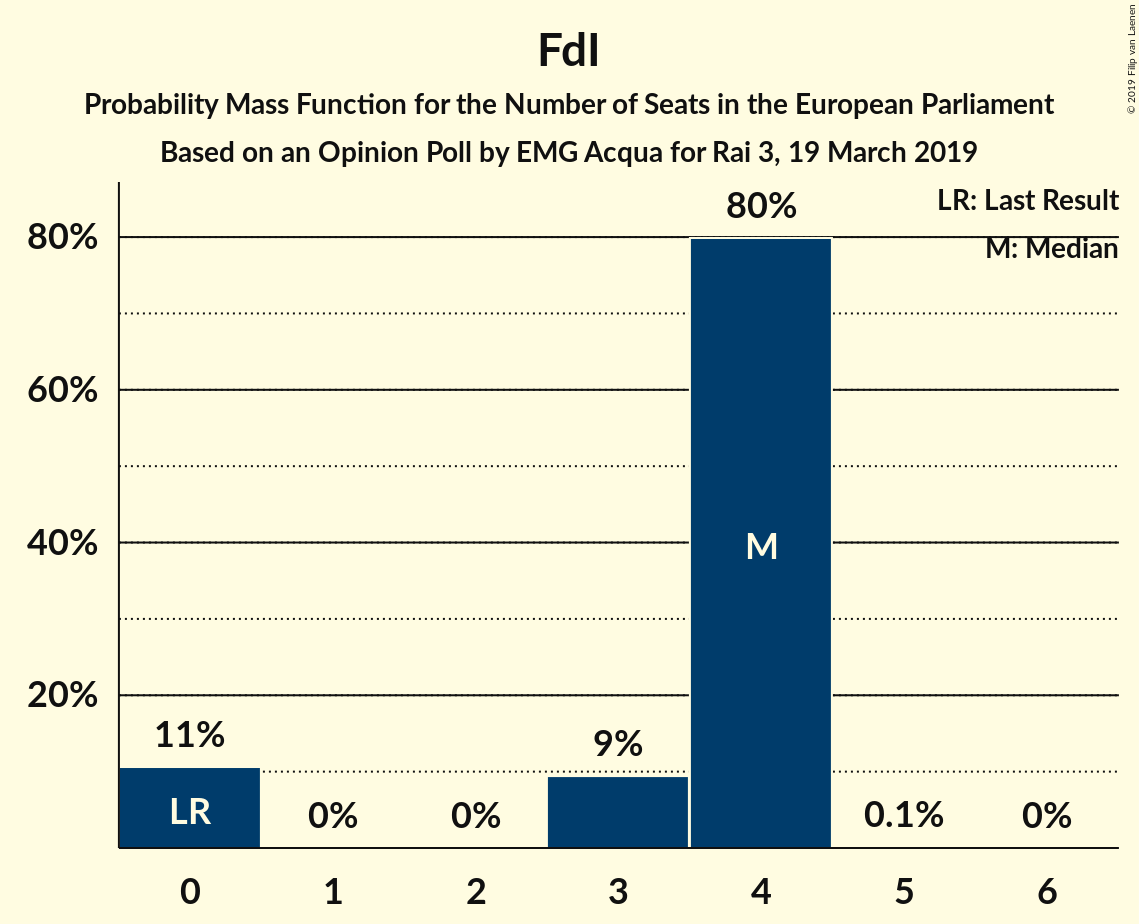 FdI
Probability Mass Function for the Number of Seats in the European Parliament
Based on an Opinion Poll by EMG Acqua for Rai 3, 19 March 2019
© 2019 Filip van Laenen
LR: Last Result
M: Median
80%
60%
40%
20%
11%
0%
0%
9%
80%
0.1%
0%
LR
M
0 1 2 3 4 5 6